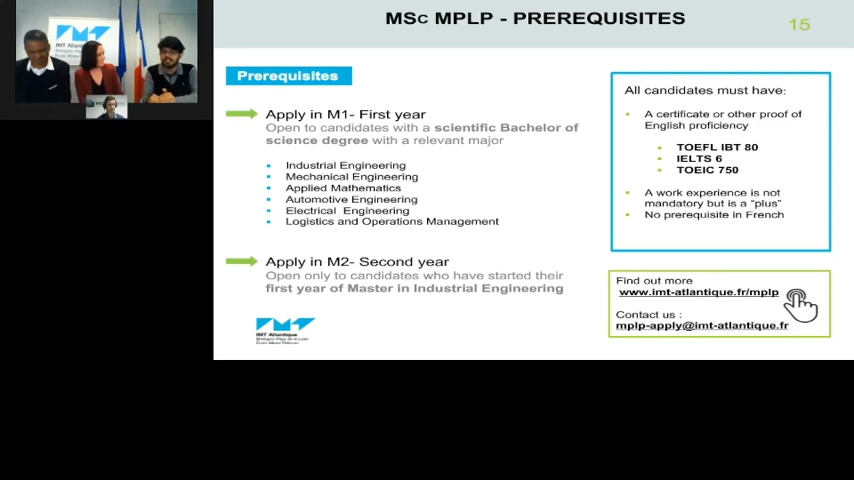 MSc MPLP - PREREQUISITES
15
IMT Atlantique
Prerequisites
Apply in M1- First year
Open to candidates with a scientific Bachelor of
science degree with a relevant major
Industrial Engineering
Mechanical Engineering
Applied Mathematics
Automotive Engineering
Electrical Engineering
Logistics and Operations Management
Apply in M2- Second year
Open only to candidates who have started their
first year of Master in Industrial Engineering
IMT Atlantique
Bretagne-Pays de la Loire
École Mines-Télécom
All candidates must have:
A certificate or other proof of
English proficiency
TOEFL IBT 80
IELTS 6
TOEIC 750
A work experience is not
mandatory but is a “plus”
No prerequisite in French
Find out more
www.imt-atlantique.fr/mplp
Contact us :
mplp-apply@imt-atlantique.fr